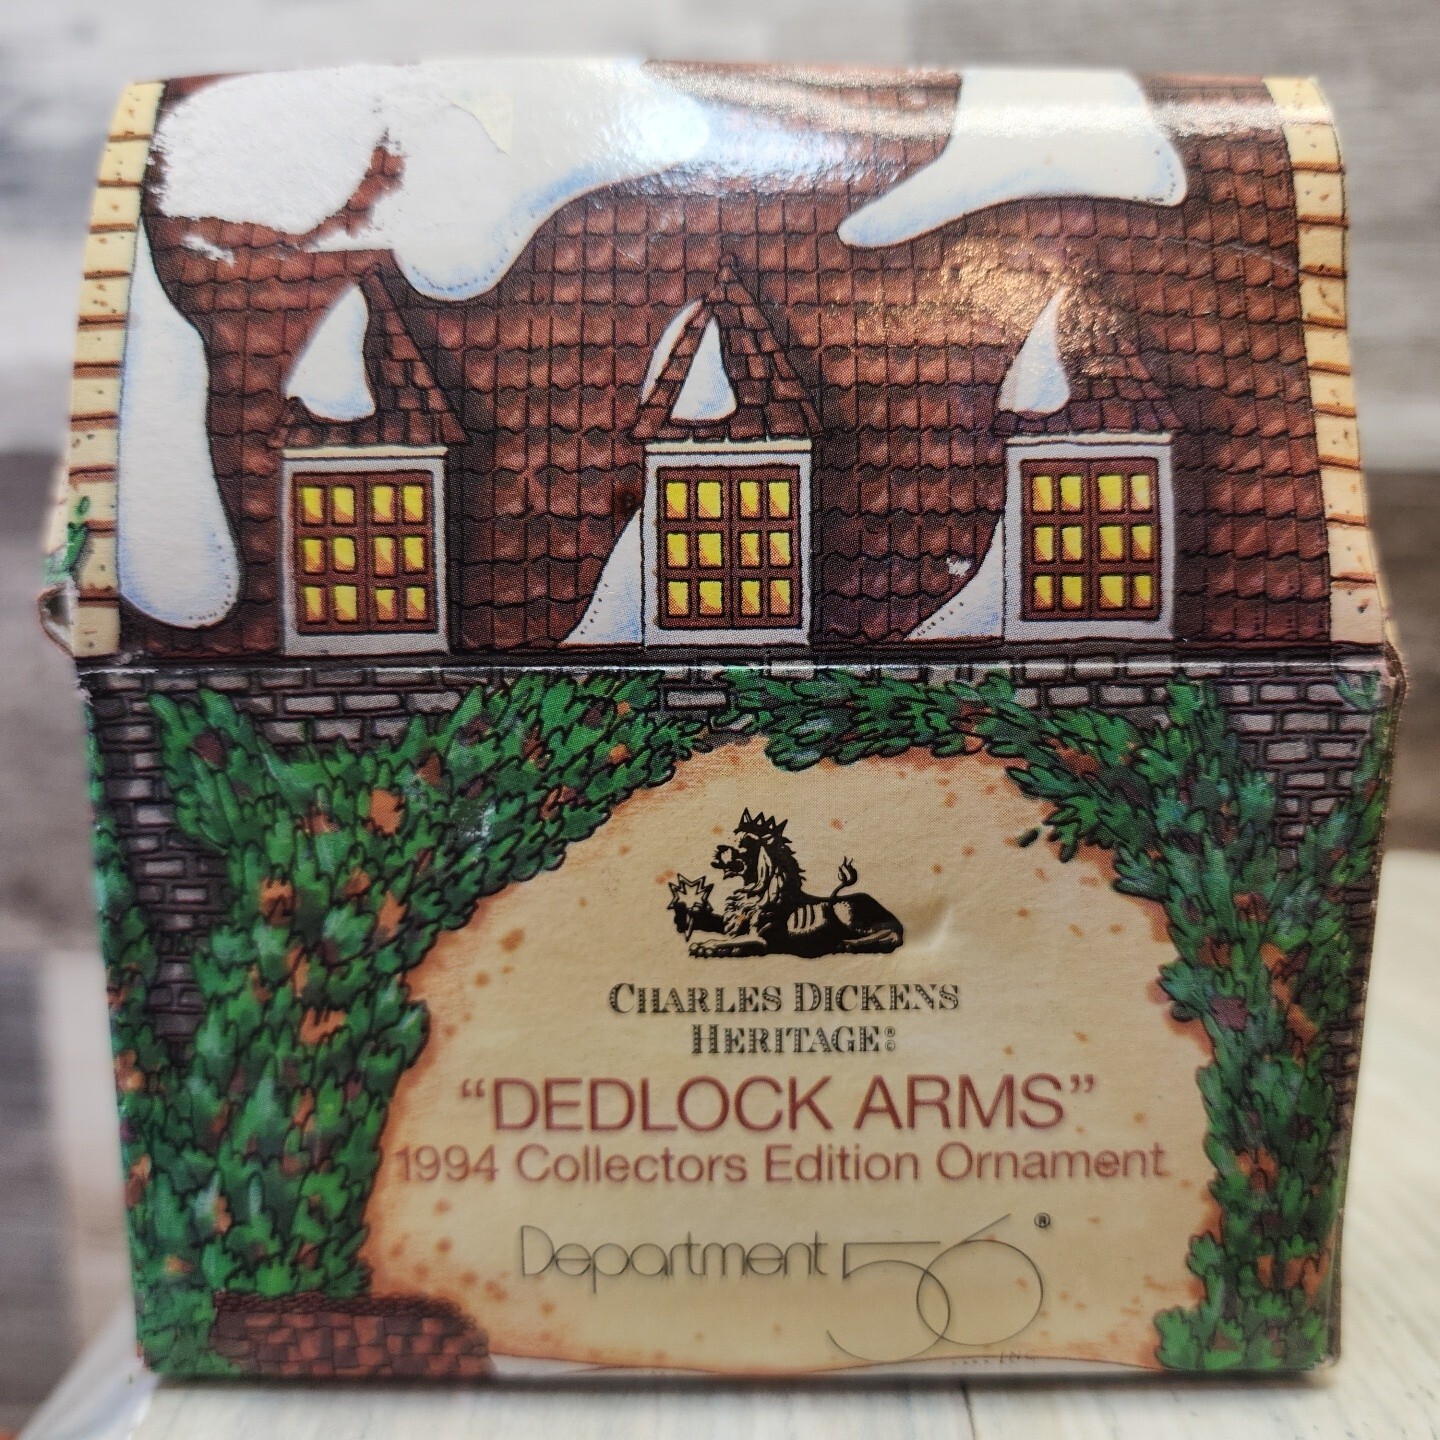 CHARLES DICKENS
HERITAGE®©
“DEDLOCK ARMS”
1994 Collectors Edition Ornament
Department 56®